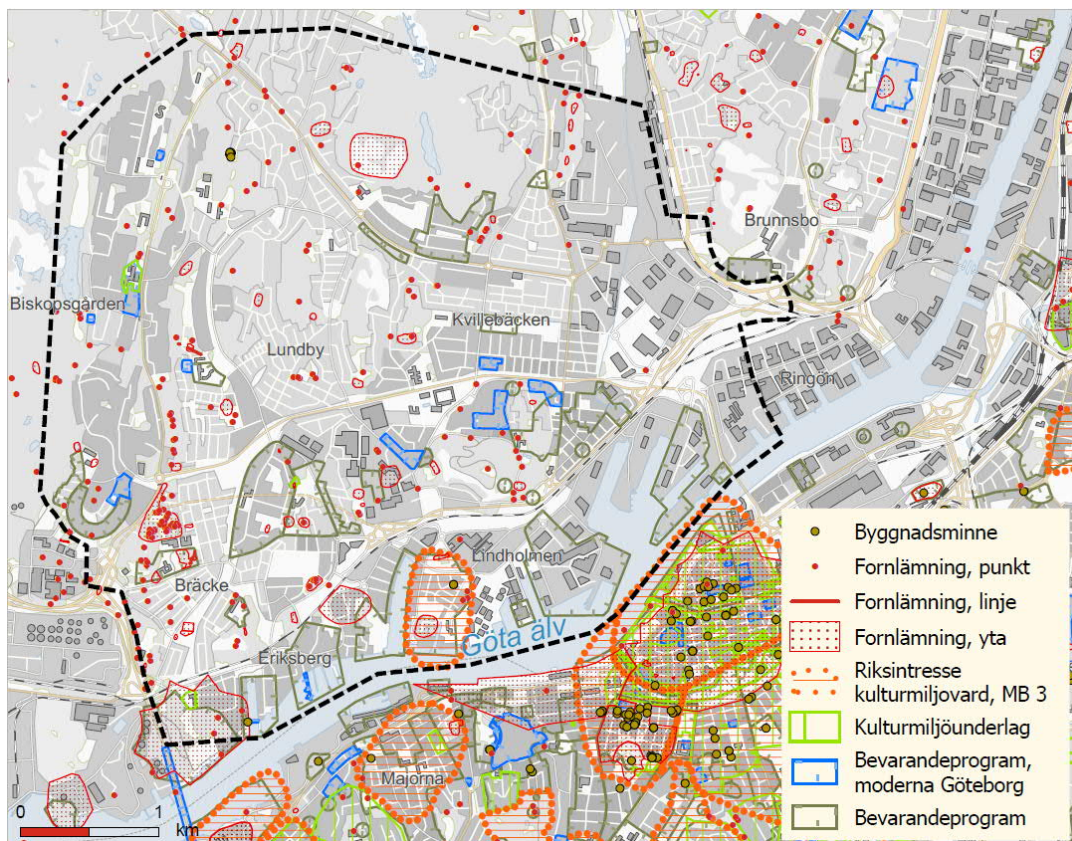 Brunnsbo
Biskopsgården
Kvillebäcken
Lundby
Ringön
Lindholmen
Bräcke
Göta älv
Eriksberg
Majorna
0 1
km
Byggnadsminne
Fornlämning, punkt
Fornlämning, linje
Fornlämning, yta
Riksintresse
kulturmiljovard, MB 3
Kulturmiljöunderlag
Bevarandeprogram,
moderna Göteborg
Bevarandeprogram